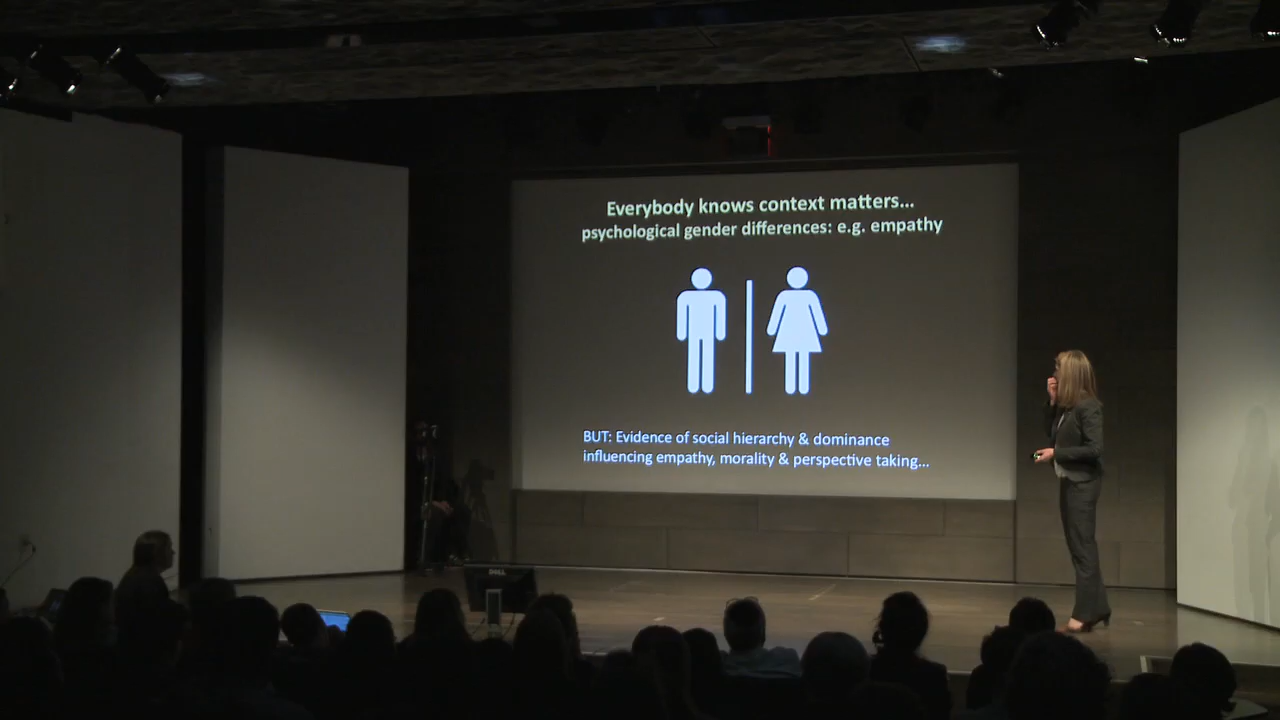 Everybody knows context matters...
psychological gender differences: e.g. empathy
BUT: Evidence of social hierarchy & dominance
influencing empathy, morality & perspective taking...
DELL